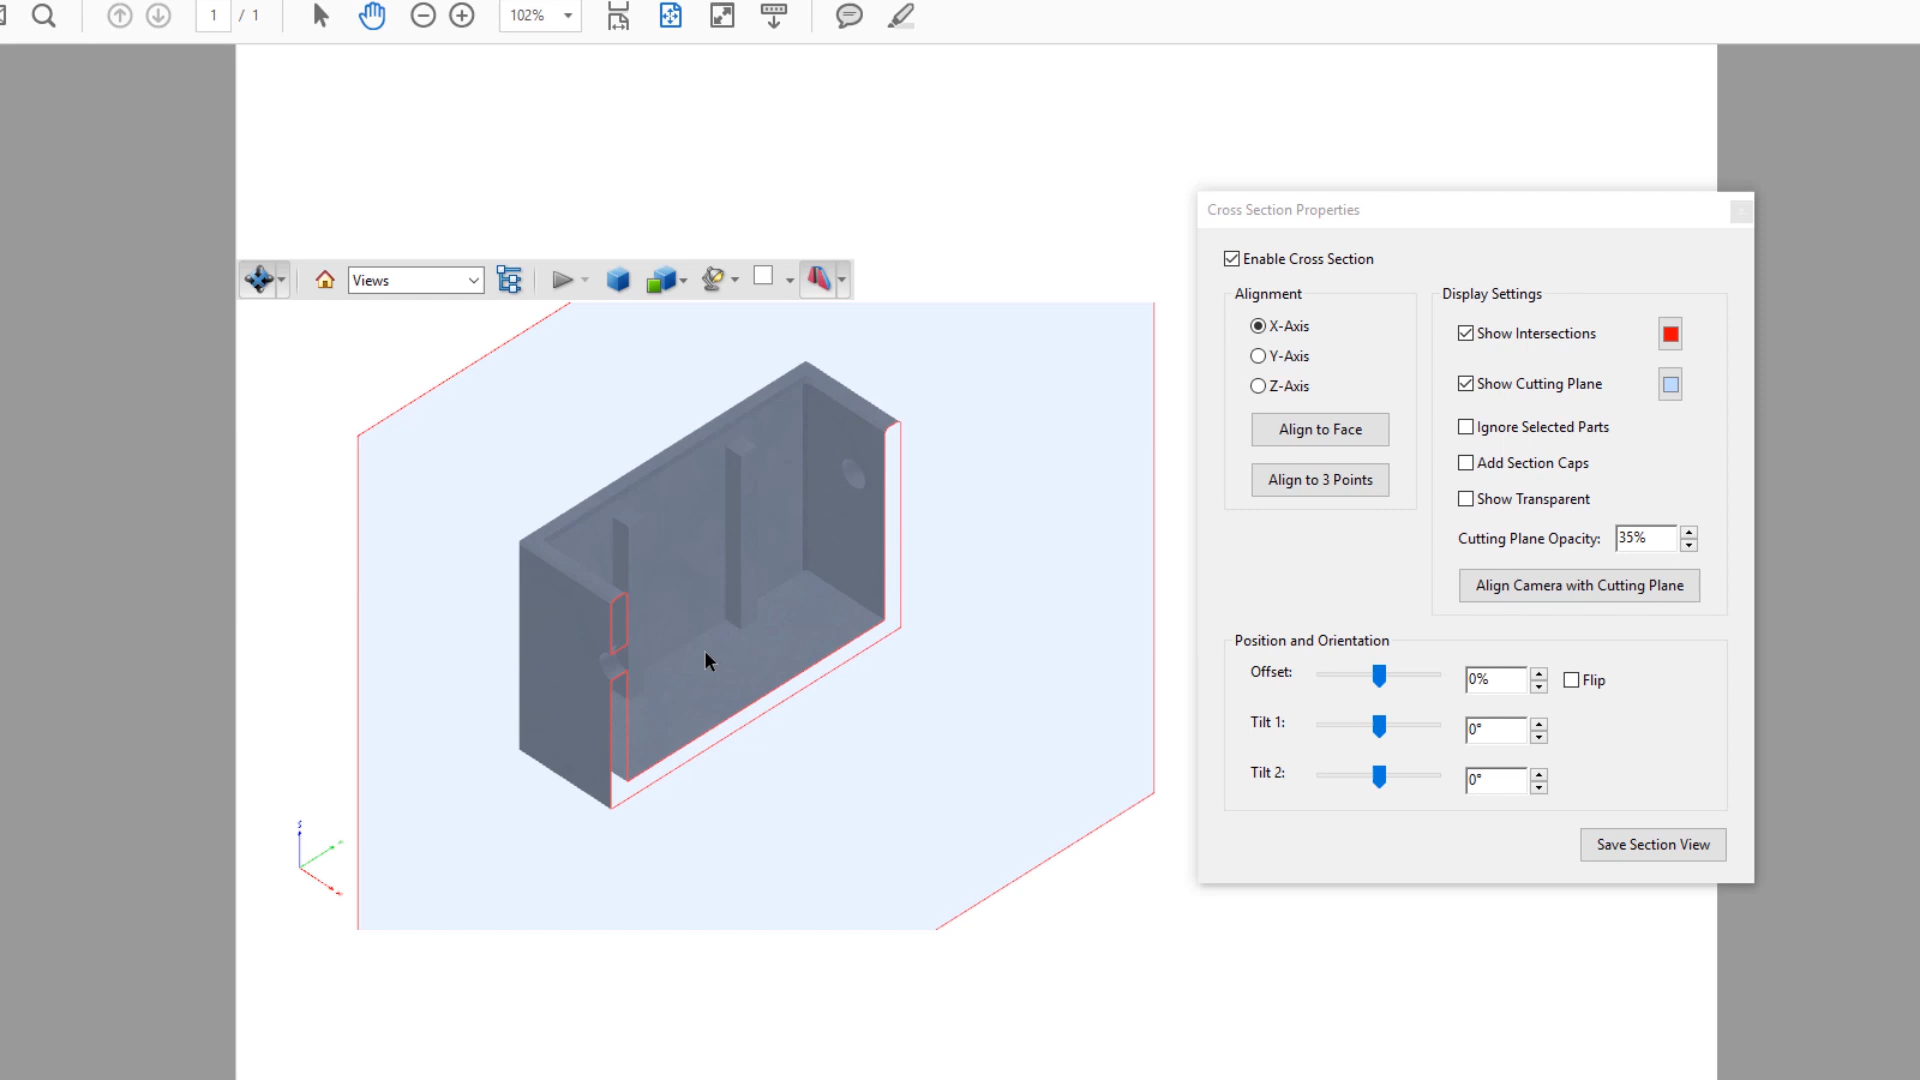 1 / 1
102%
Cross Section Properties
Views
Enable Cross Section
Alignment
X-Axis
Y-Axis
Z-Axis
Align to Face
Align to 3 Points
Display Settings
Show Intersections
Show Cutting Plane
Ignore Selected Parts
Add Section Caps
Show Transparent
Cutting Plane Opacity: 35%
Align Camera with Cutting Plane
Position and Orientation
Offset: 0% Flip
Tilt 1: 0°
Tilt 2: 0°
Save Section View